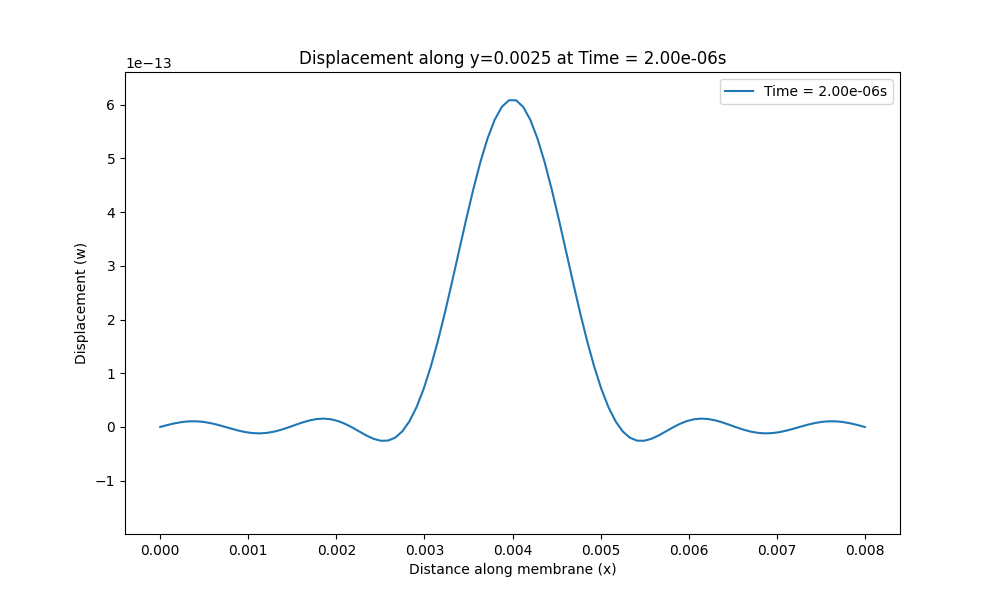 Displacement along y=0.0025 at Time = 2.00e-06s
1e−13
Time = 2.00e-06s
6
5
4
3
2
1
0
−1
Displacement (w)
0.000 0.001 0.002 0.003 0.004 0.005 0.006 0.007 0.008
Distance along membrane (x)